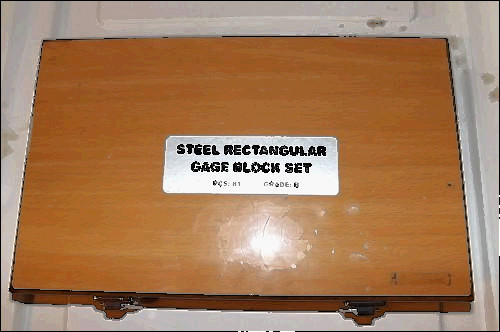 STEEL RECTANGULAR
GAGE BLOCK SET
PCS: 81 GRADE: B